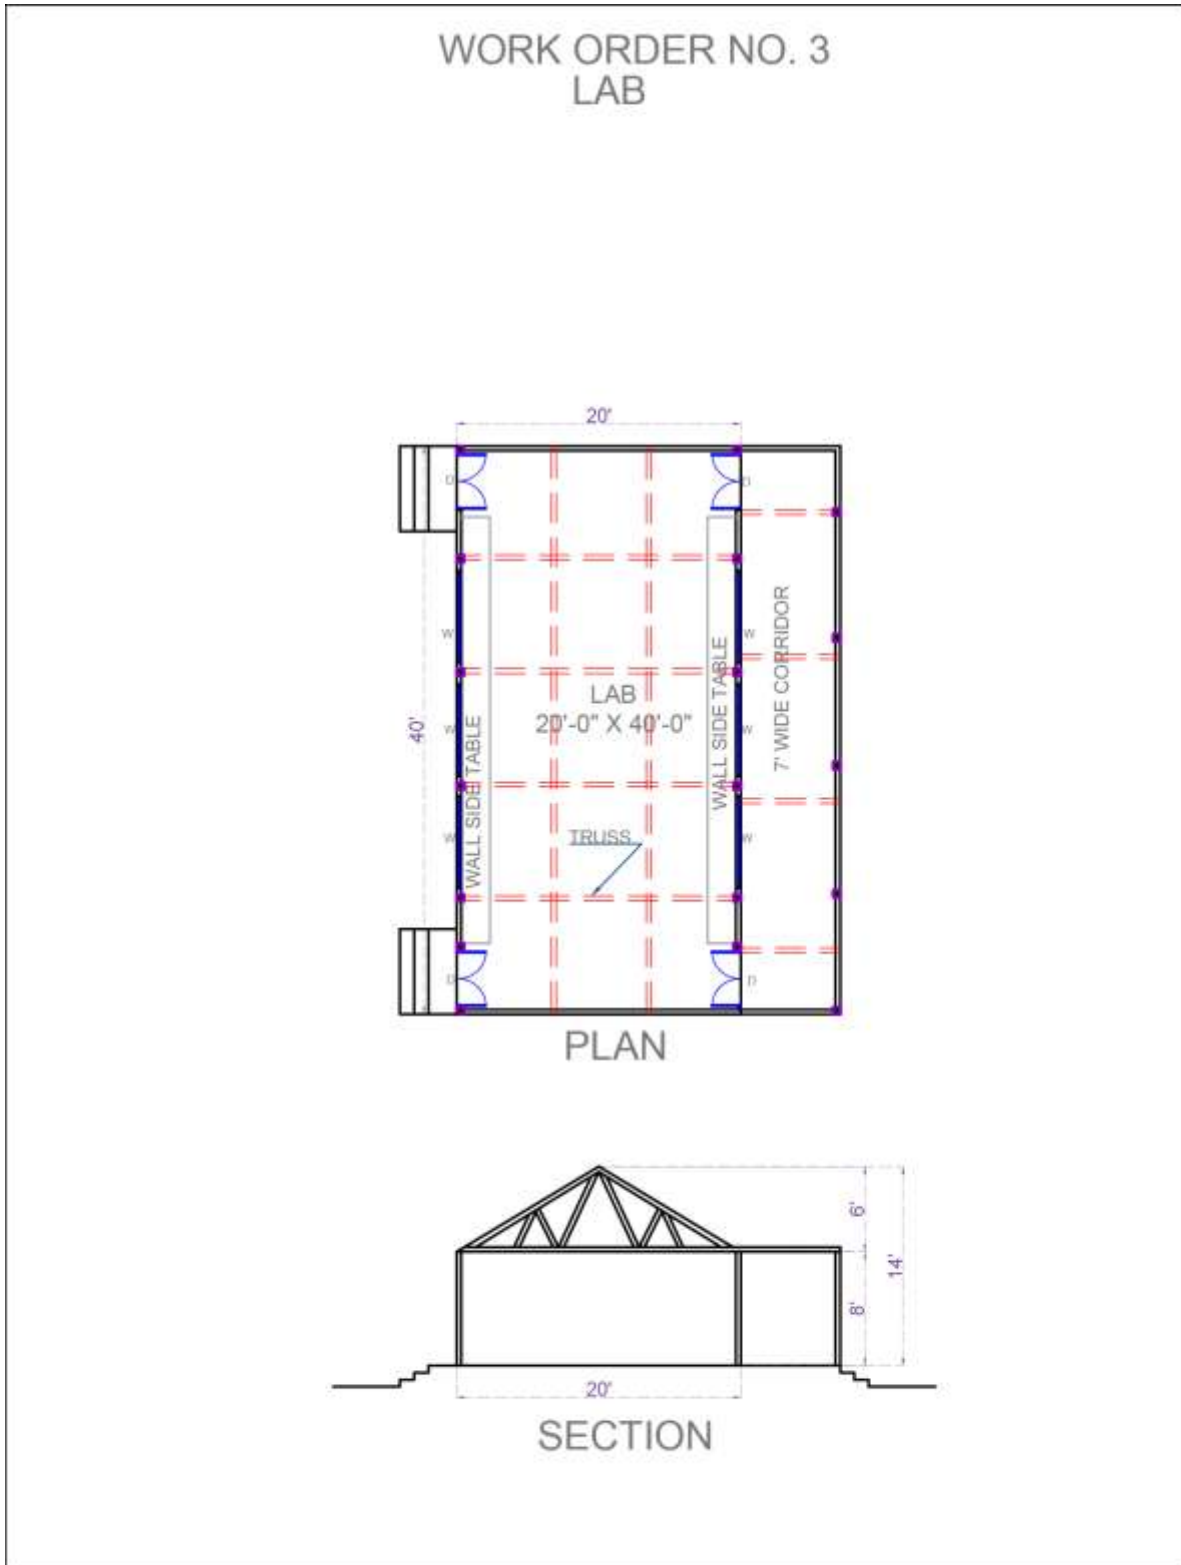 WORK ORDER NO. 3
LAB
20'
D
D
W
W
7' WIDE CORRIDOR
WALL SIDE TABLE
LAB
20'-0" X 40'-0"
40'
WALL SIDE TABLE
W
W
TRUSS
W
W
D
D
PLAN
6'
14'
8'
20'
SECTION